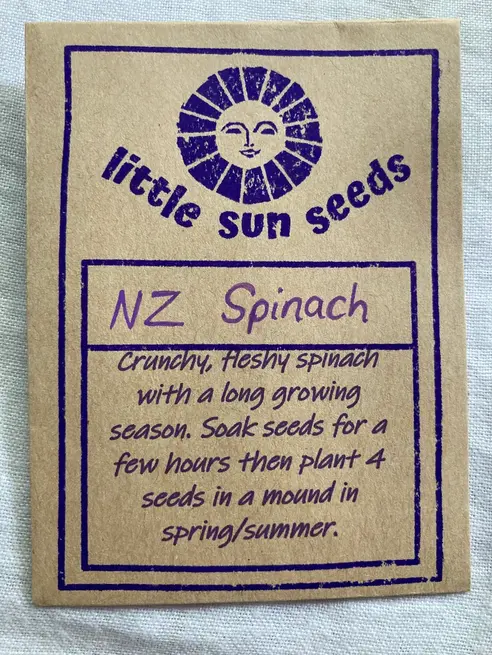 little sun seeds
NZ Spinach
Crunchy, fleshy spinach
with a long growing
season. Soak seeds for a
few hours then plant 4
seeds in a mound in
spring/summer.